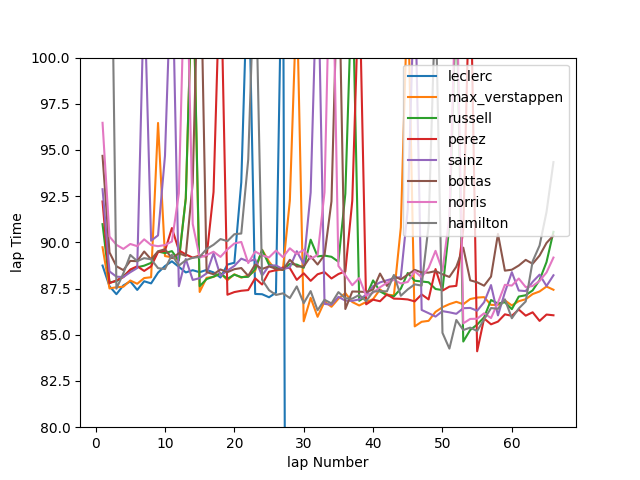 100.0
97.5
95.0
92.5
90.0
87.5
85.0
82.5
80.0
lap Time
0
10
20
30
40
50
60
lap Number
leclerc
max_verstappen
russell
perez
sainz
bottas
norris
hamilton